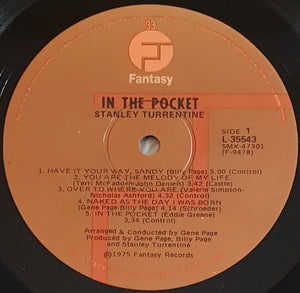 33
Fantasy
IN THE POCKET
STANLEY TURRENTINE
SIDE 1
L-35543
SMX-47301
(F-9478)
1. HAVE IT YOUR WAY, SANDY (Billy Page) 5.00 (Control)
2. YOU ARE THE MELODY OF MY LIFE
(Terri McFaddon-John Daniels) 3.42 (Castle)
3. OVER TO WHERE YOU ARE (Valerie Simpson-
Nicholas Ashford) 4.32 (Control)
4. NAKED AS THE DAY I WAS BORN
(Gene Page-Billy Page) 4.14 (Schroeder)
5. IN THE POCKET (Eddie Greene)
3,34 (Control)
Arranged & Conducted by Gene Page
Produced by Gene Page, Billy Page
and Stanley Turrentine
℗1975 Fantasy Records